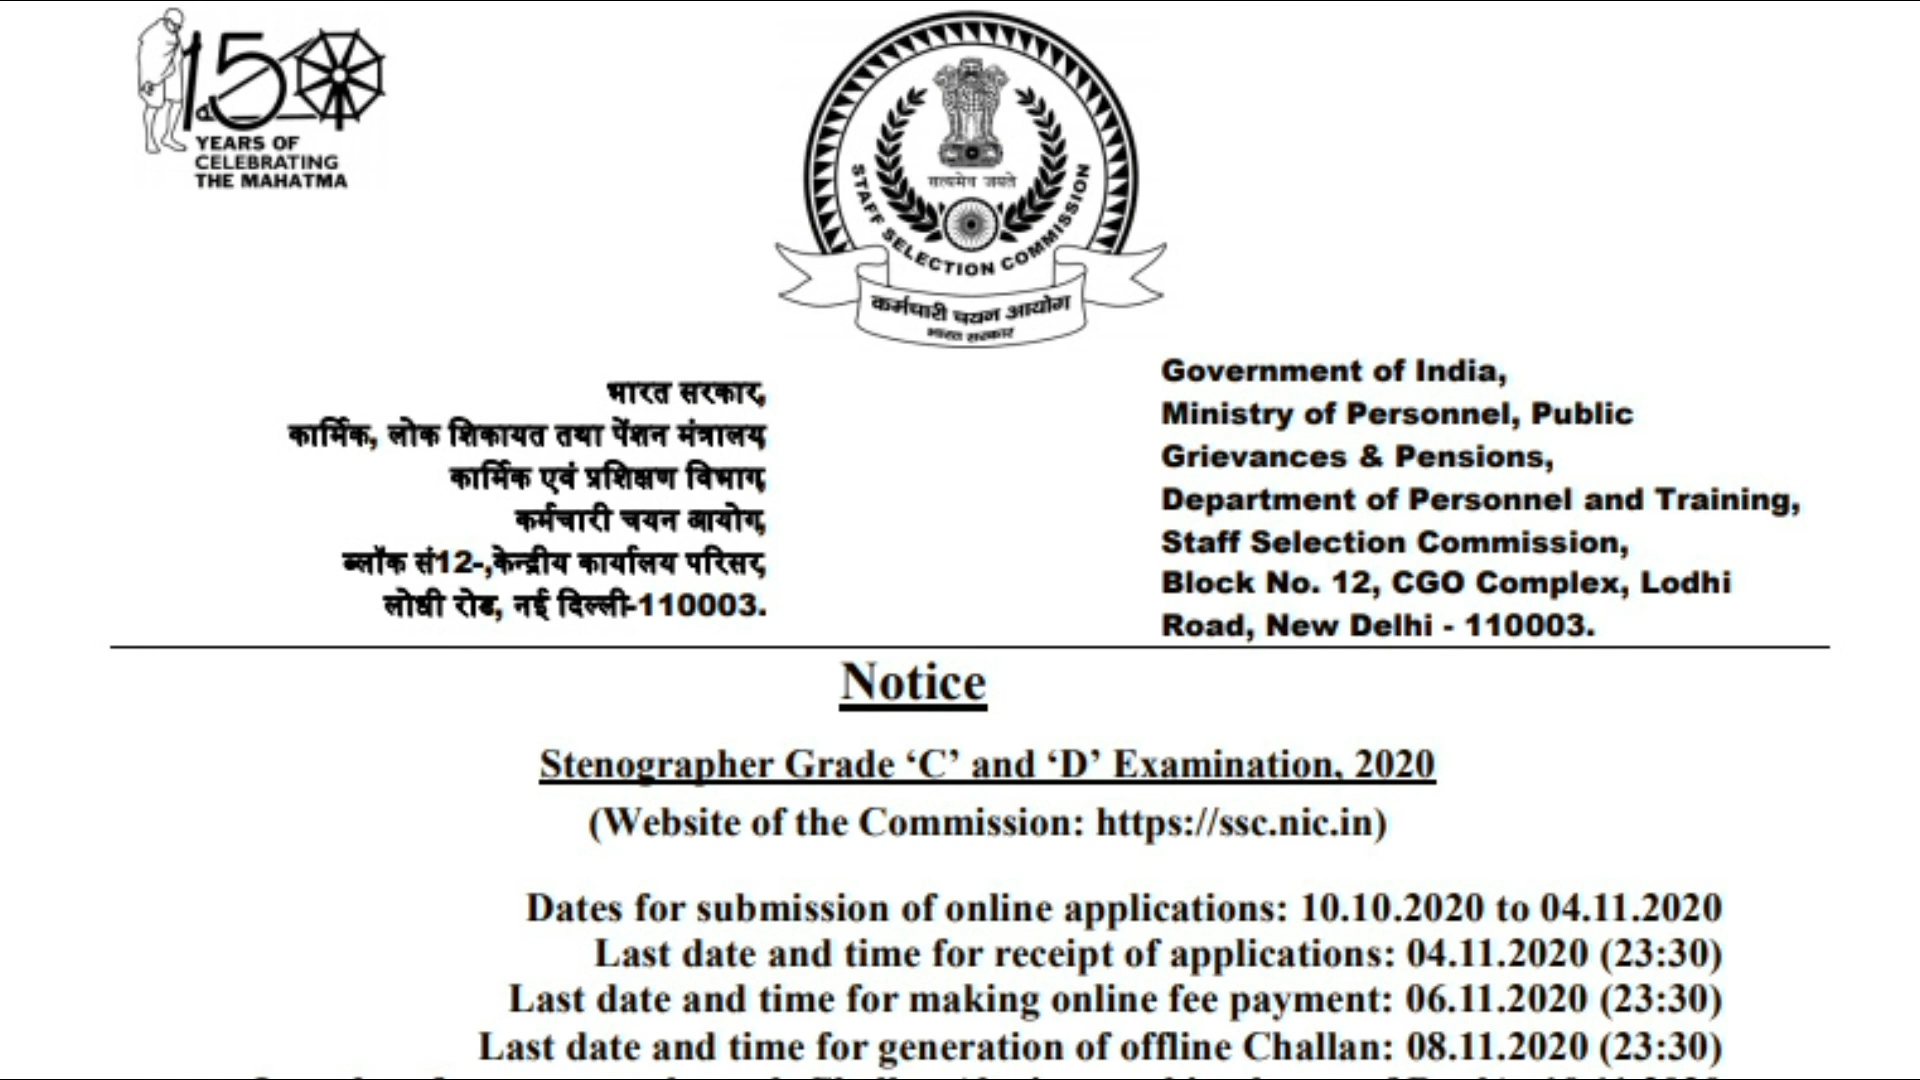 150
YEARS OF
CELEBRATING
THE MAHATMA
सत्यमेव जयते
STAFF SELECTION COMMISSION
कर्मचारी चयन आयोग
भारत सरकार
भारत सरकार,
कार्मिक, लोक शिकायत तथा पेंशन मंत्रालय,
कार्मिक एवं प्रशिक्षण विभाग,
कर्मचारी चयन आयोग,
ब्लॉक सं12-,केन्द्रीय कार्यालय परिसर,
लोधी रोड, नई दिल्ली-110003.
Government of India,
Ministry of Personnel, Public
Grievances & Pensions,
Department of Personnel and Training,
Staff Selection Commission,
Block No. 12, CGO Complex, Lodhi
Road, New Delhi - 110003.
Notice
Stenographer Grade ‘C’ and ‘D’ Examination, 2020
(Website of the Commission: https://ssc.nic.in)
Dates for submission of online applications: 10.10.2020 to 04.11.2020
Last date and time for receipt of applications: 04.11.2020 (23:30)
Last date and time for making online fee payment: 06.11.2020 (23:30)
Last date and time for generation of offline Challan: 08.11.2020 (23:30)